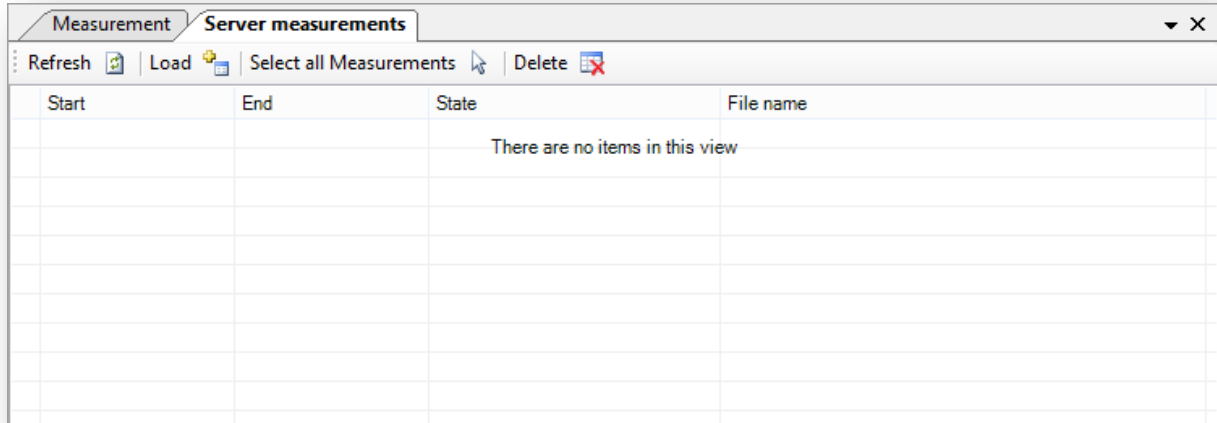 Measurement Server measurements
Refresh Load Select all Measurements Delete
Start End State File name
There are no items in this view